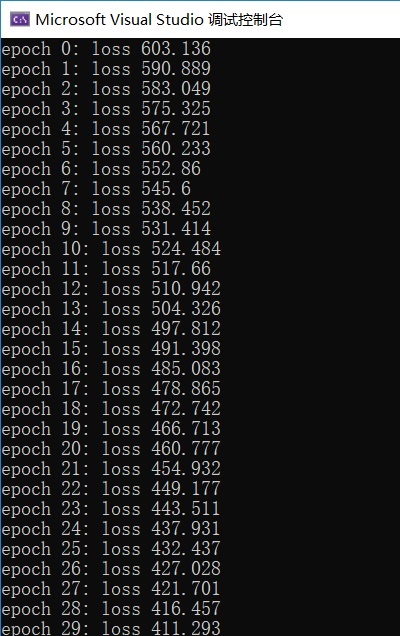 Microsoft Visual Studio 调试控制台
epoch 0: loss 603.136
epoch 1: loss 590.889
epoch 2: loss 583.049
epoch 3: loss 575.325
epoch 4: loss 567.721
epoch 5: loss 560.233
epoch 6: loss 552.86
epoch 7: loss 545.6
epoch 8: loss 538.452
epoch 9: loss 531.414
epoch 10: loss 524.484
epoch 11: loss 517.66
epoch 12: loss 510.942
epoch 13: loss 504.326
epoch 14: loss 497.812
epoch 15: loss 491.398
epoch 16: loss 485.083
epoch 17: loss 478.865
epoch 18: loss 472.742
epoch 19: loss 466.713
epoch 20: loss 460.777
epoch 21: loss 454.932
epoch 22: loss 449.177
epoch 23: loss 443.511
epoch 24: loss 437.931
epoch 25: loss 432.437
epoch 26: loss 427.028
epoch 27: loss 421.701
epoch 28: loss 416.457
epoch 29: loss 411.293